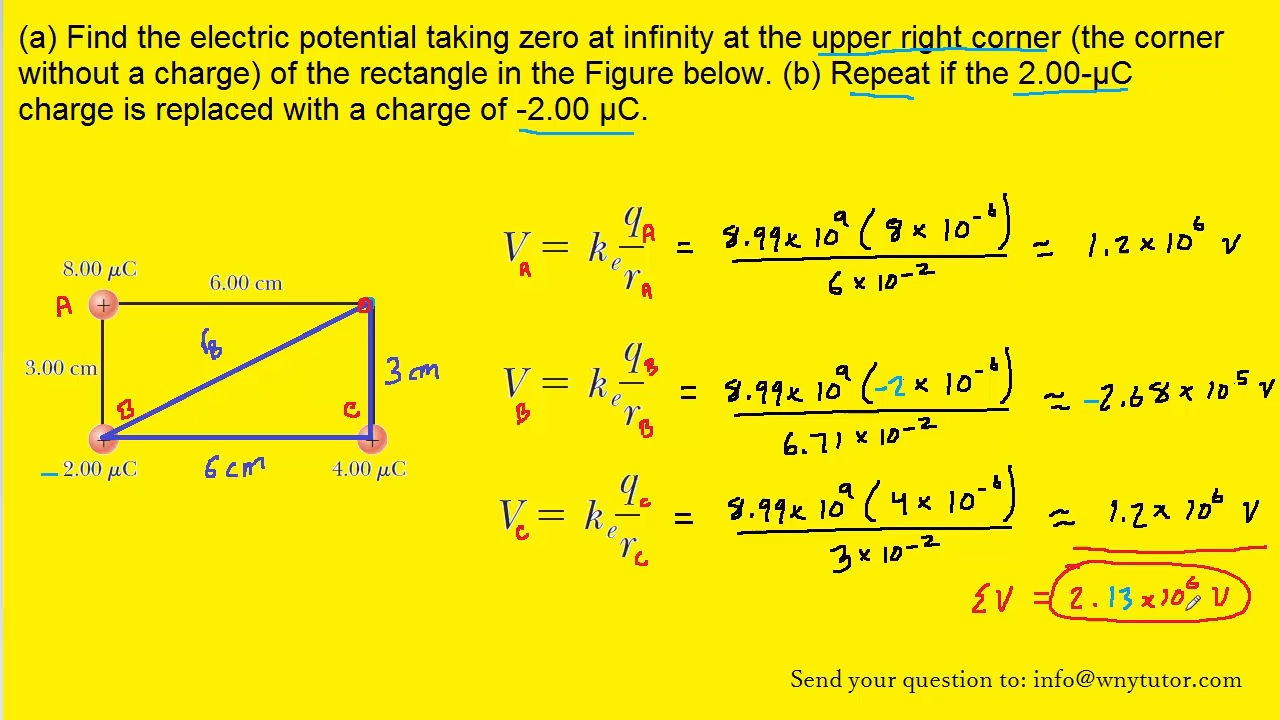 (a) Find the electric potential taking zero at infinity at the upper right corner (the corner
without a charge) of the rectangle in the Figure below. (b) Repeat if the 2.00-µC
charge is replaced with a charge of -2.00 µC.
8.00 µC
A + 6.00 cm
r_B
3.00 cm 3 cm
B C
+ +
-2.00 µC 6 cm 4.00 µC
V_A = k_e q_A/r_A = 8.99 x 10^9 (8 x 10^-6) / 6 x 10^-2 ≈ 1.2 x 10^6 V
V_B = k_e q_B/r_B = 8.99 x 10^9 (-2 x 10^-6) / 6.71 x 10^-2 ≈ -2.68 x 10^5 V
V_C = k_e q_C/r_C = 8.99 x 10^9 (4 x 10^-6) / 3 x 10^-2 ≈ 1.2 x 10^6 V
ΣV = 2.13 x 10^6 V
Send your question to: info@wnytutor.com